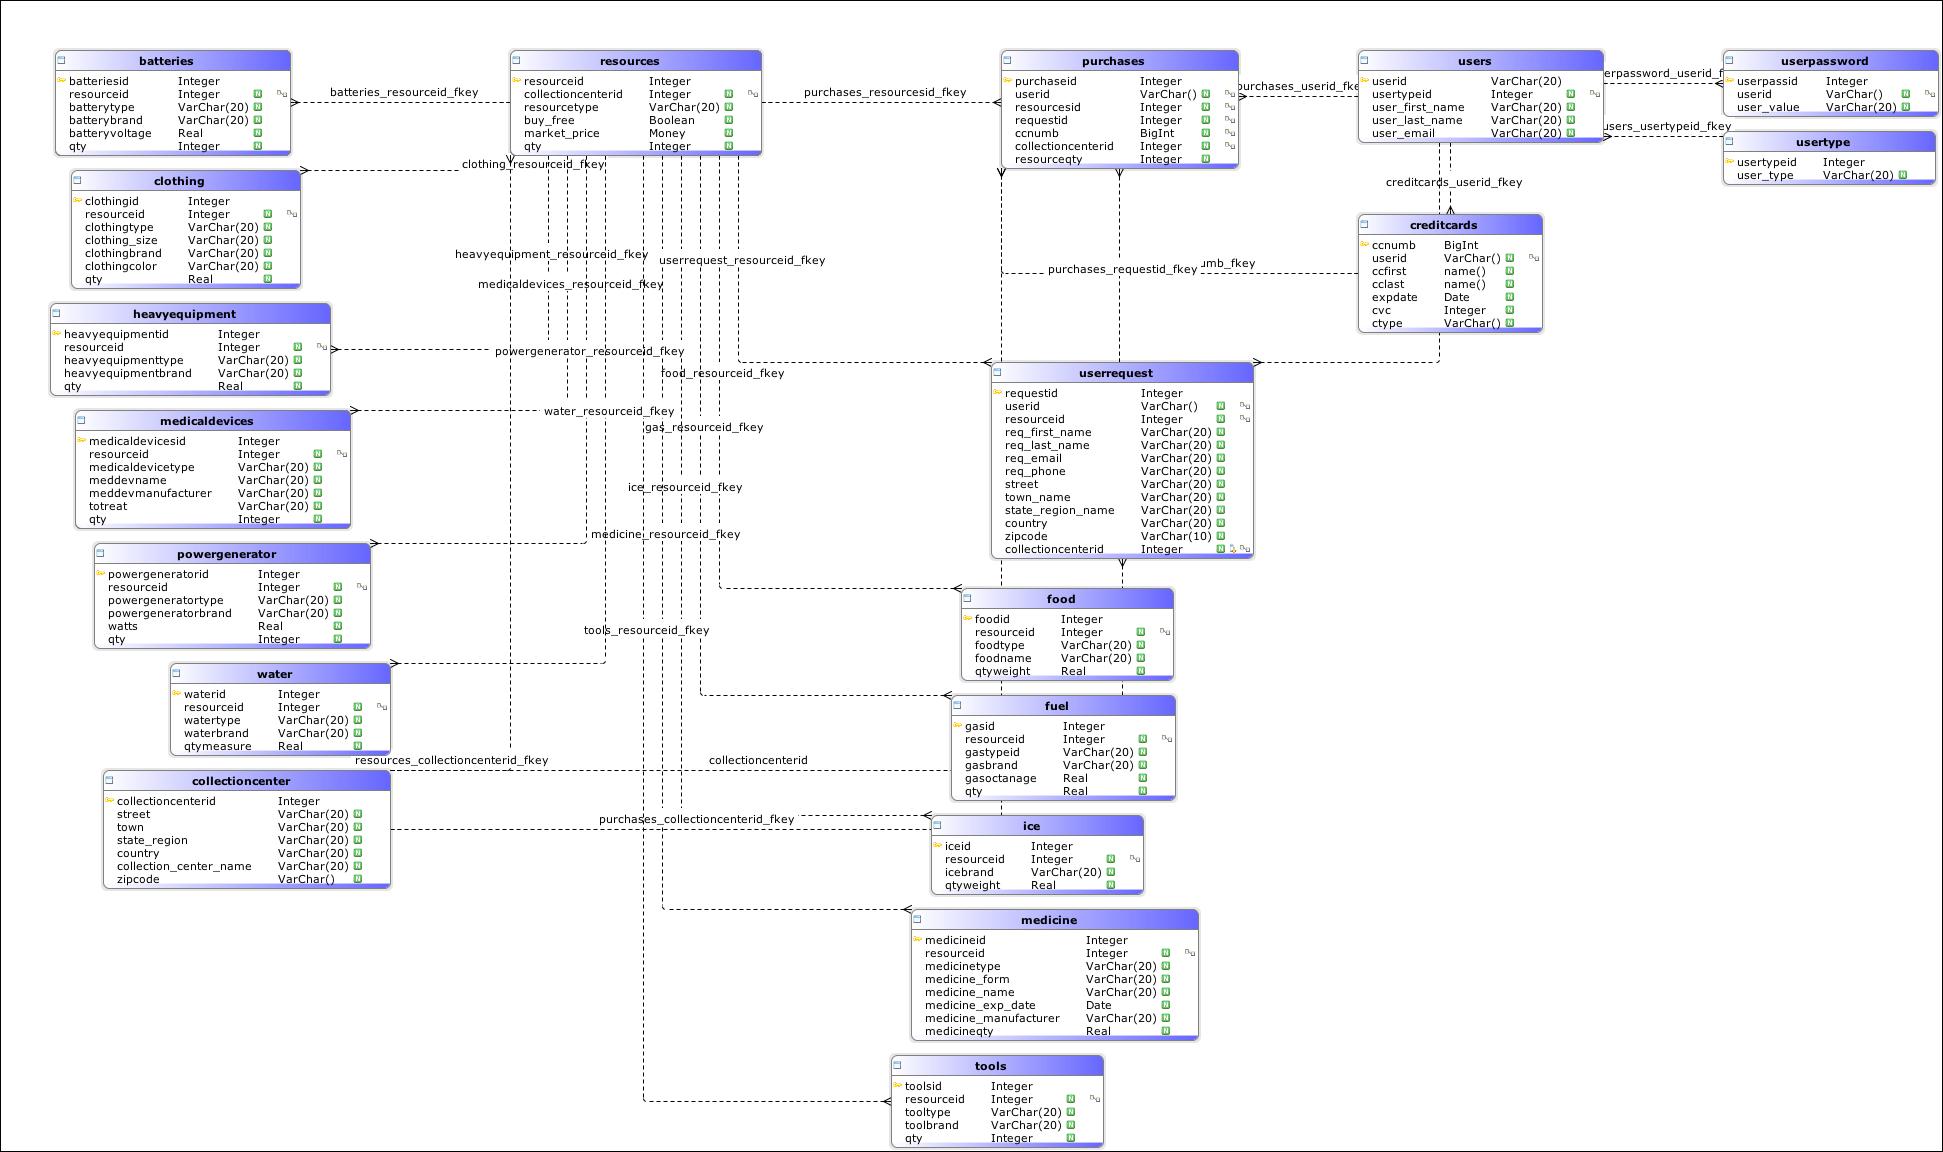 batteries
batteriesid Integer
resourceid Integer N
batterytype VarChar(20) N
batterybrand VarChar(20) N
batteryvoltage Real N
qty Integer N
batteries_resourceid_fkey
resources
resourceid Integer
collectioncenterid Integer N
resourcetype VarChar(20) N
buy_free Boolean N
market_price Money N
qty Integer N
purchases_resourcesid_fkey
purchases
purchaseid Integer
userid VarChar() N
resourcesid Integer N
requestid Integer N
ccnumb BigInt N
collectioncenterid Integer N
resourceqty Integer N
purchases_userid_fke
users
userid VarChar(20)
usertypeid Integer N
user_first_name VarChar(20) N
user_last_name VarChar(20) N
user_email VarChar(20) N
erpassword_userid_f
users_usertypeid_fkey
userpassword
userpassid Integer
userid VarChar() N
user_value VarChar(20) N
usertype
usertypeid Integer
user_type VarChar(20) N
clothing_resourceid_fkey
clothing
clothingid Integer
resourceid Integer N
clothingtype VarChar(20) N
clothing_size VarChar(20) N
clothingbrand VarChar(20) N
clothingcolor VarChar(20) N
qty Real N
creditcards_userid_fkey
creditcards
ccnumb BigInt
userid VarChar() N
ccfirst name() N
cclast name() N
expdate Date N
cvc Integer N
ctype VarChar() N
heavyequipment_resourceid_fkey
userrequest_resourceid_fkey
medicaldevices_resourceid_fkey
purchases_requestid_fkey
umb_fkey
heavyequipment
heavyequipmentid Integer
resourceid Integer N
heavyequipmenttype VarChar(20) N
heavyequipmentbrand VarChar(20) N
qty Real N
powergenerator_resourceid_fkey
food_resourceid_fkey
userrequest
requestid Integer
userid VarChar() N
resourceid Integer N
req_first_name VarChar(20) N
req_last_name VarChar(20) N
req_email VarChar(20) N
req_phone VarChar(20) N
street VarChar(20) N
town_name VarChar(20) N
state_region_name VarChar(20) N
country VarChar(20) N
zipcode VarChar(10) N
collectioncenterid Integer N
water_resourceid_fkey
gas_resourceid_fkey
medicaldevices
medicaldevicesid Integer
resourceid Integer N
medicaldevicetype VarChar(20) N
meddevname VarChar(20) N
meddevmanufacturer VarChar(20) N
totreat VarChar(20) N
qty Integer N
ice_resourceid_fkey
medicine_resourceid_fkey
powergenerator
powergeneratorid Integer
resourceid Integer N
powergeneratortype VarChar(20) N
powergeneratorbrand VarChar(20) N
watts Real N
qty Integer N
tools_resourceid_fkey
food
foodid Integer
resourceid Integer N
foodtype VarChar(20) N
foodname VarChar(20) N
qtyweight Real N
water
waterid Integer
resourceid Integer N
watertype VarChar(20) N
waterbrand VarChar(20) N
qtymeasure Real N
fuel
gasid Integer
resourceid Integer N
gastypeid VarChar(20) N
gasbrand VarChar(20) N
gasoctanage Real N
qty Real N
resources_collectioncenterid_fkey
collectioncenterid
collectioncenter
collectioncenterid Integer
street VarChar(20) N
town VarChar(20) N
state_region VarChar(20) N
country VarChar(20) N
collection_center_name VarChar(20) N
zipcode VarChar() N
purchases_collectioncenterid_fkey
ice
iceid Integer
resourceid Integer N
icebrand VarChar(20) N
qtyweight Real N
medicine
medicineid Integer
resourceid Integer N
medicinetype VarChar(20) N
medicine_form VarChar(20) N
medicine_name VarChar(20) N
medicine_exp_date Date N
medicine_manufacturer VarChar(20) N
medicineqty Real N
tools
toolsid Integer
resourceid Integer N
tooltype VarChar(20) N
toolbrand VarChar(20) N
qty Integer N